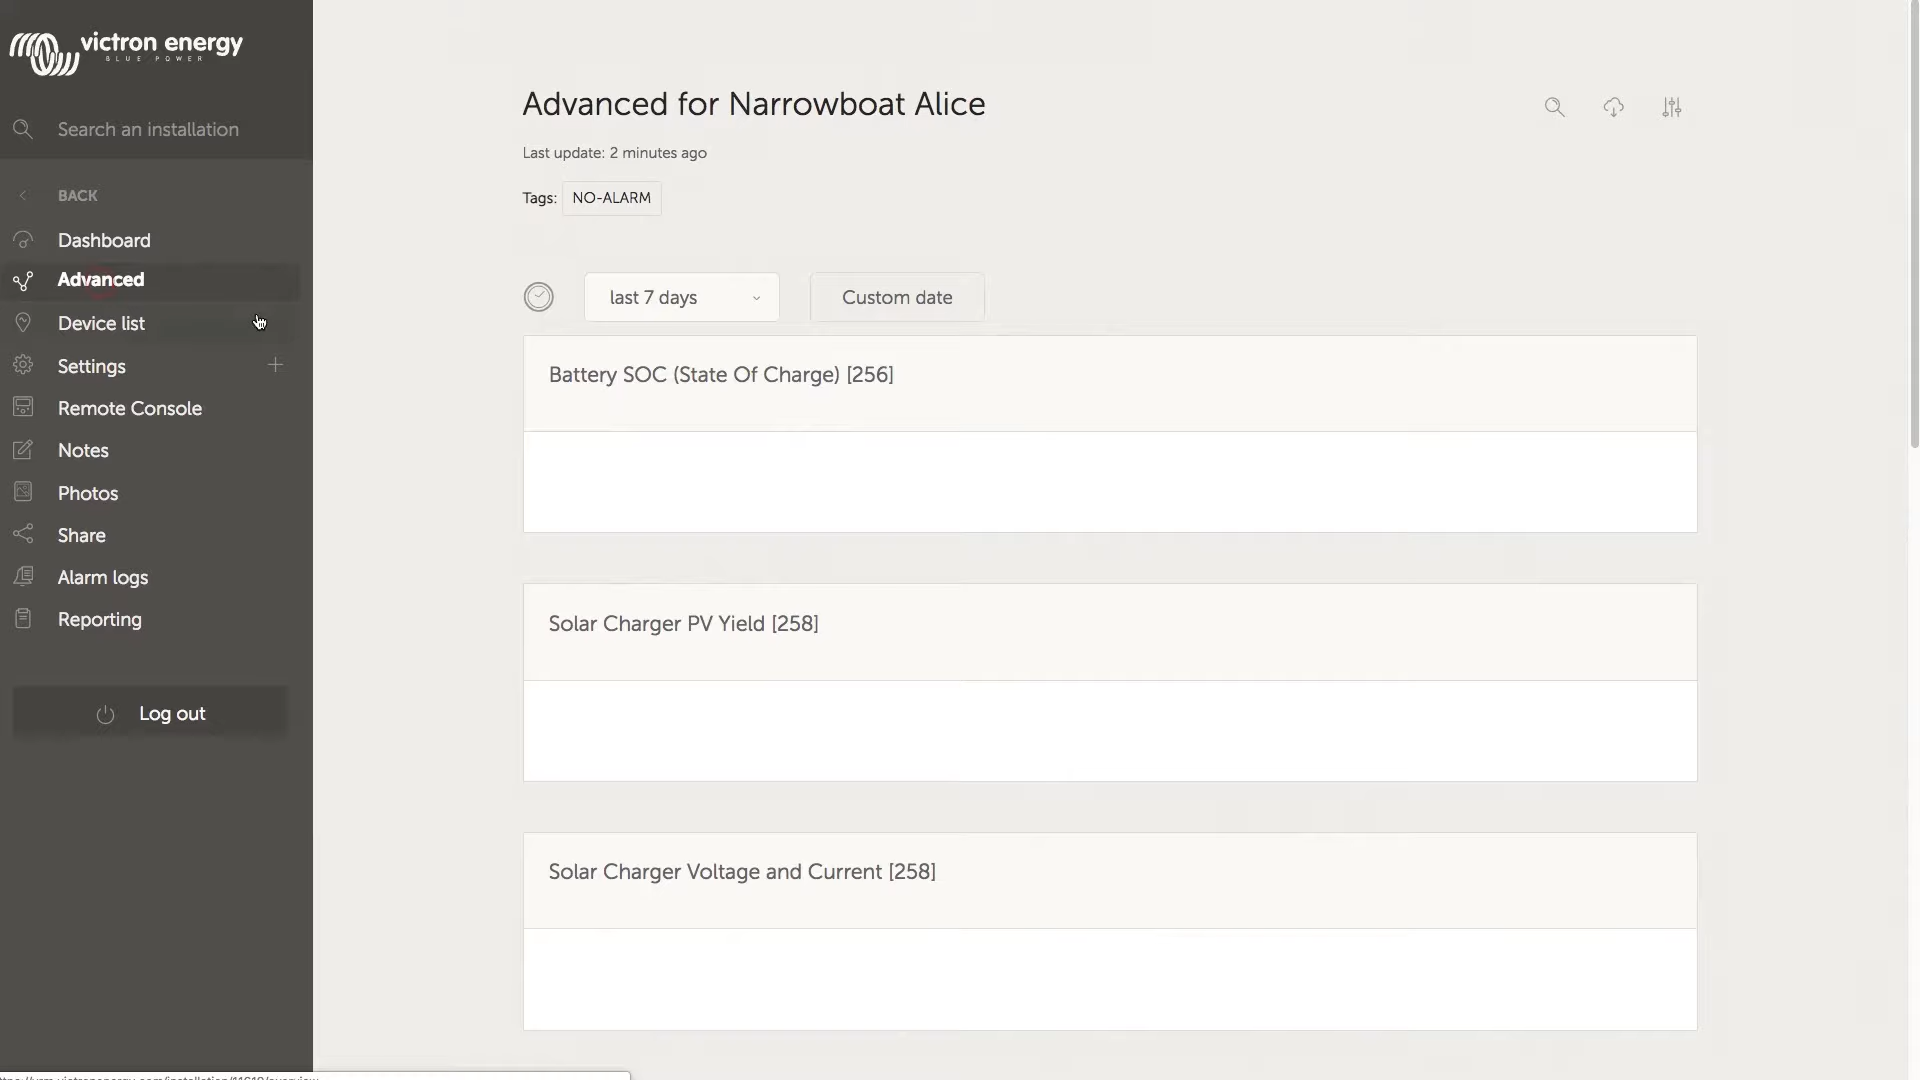 victron energy
BLUE POWER
Search an installation
BACK
Dashboard
Advanced
Device list
Settings
Remote Console
Notes
Photos
Share
Alarm logs
Reporting
Log out
Advanced for Narrowboat Alice
Last update: 2 minutes ago
Tags: NO-ALARM
last 7 days
Custom date
Battery SOC (State Of Charge) [256]
Solar Charger PV Yield [258]
Solar Charger Voltage and Current [258]